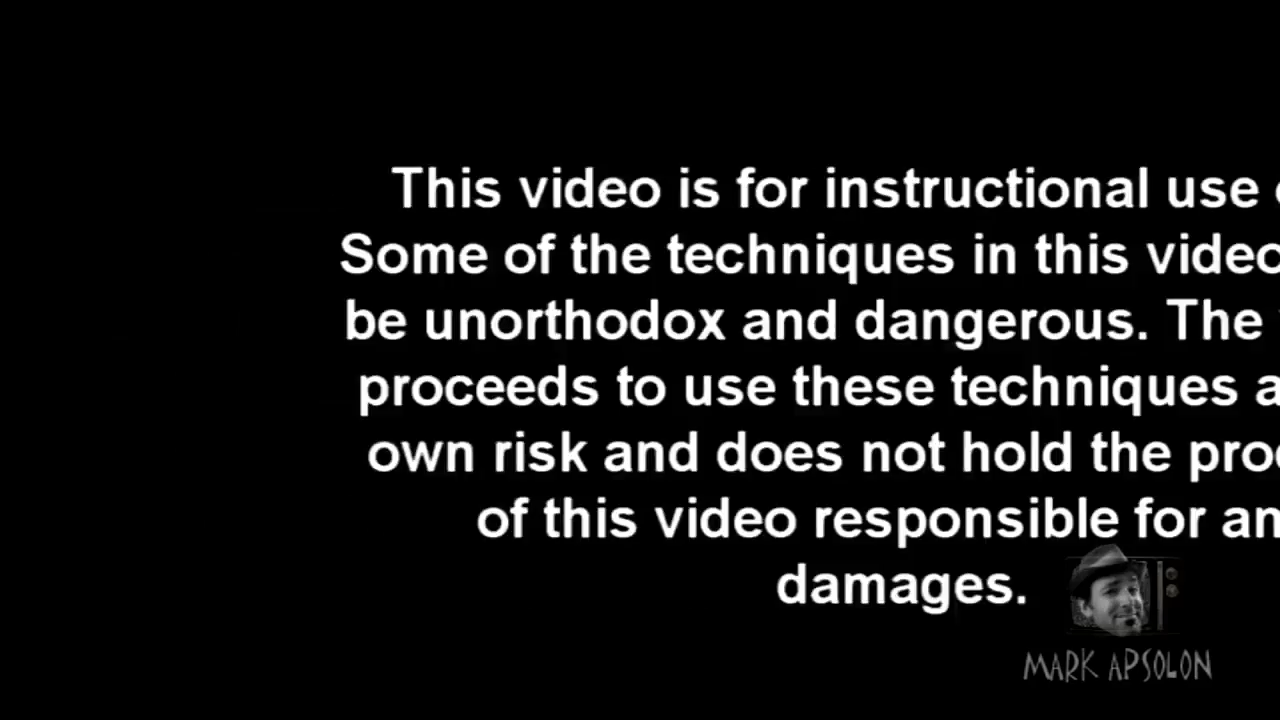 This video is for instructional use
Some of the techniques in this video
be unorthodox and dangerous. The
proceeds to use these techniques
own risk and does not hold the
of this video responsible for
damages.
MARK APSOLON